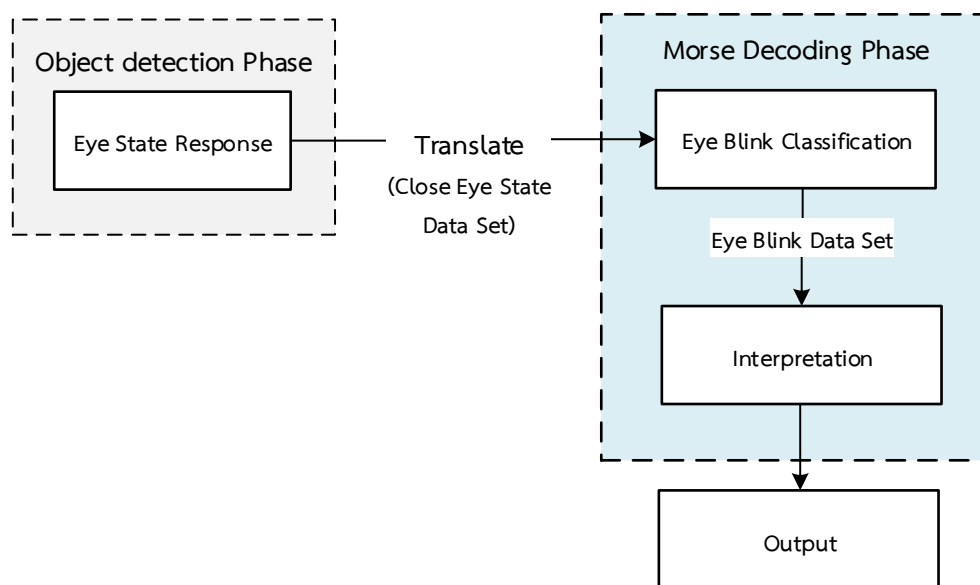 Object detection Phase
Eye State Response
Translate
(Close Eye State
Data Set)
Morse Decoding Phase
Eye Blink Classification
Eye Blink Data Set
Interpretation
Output